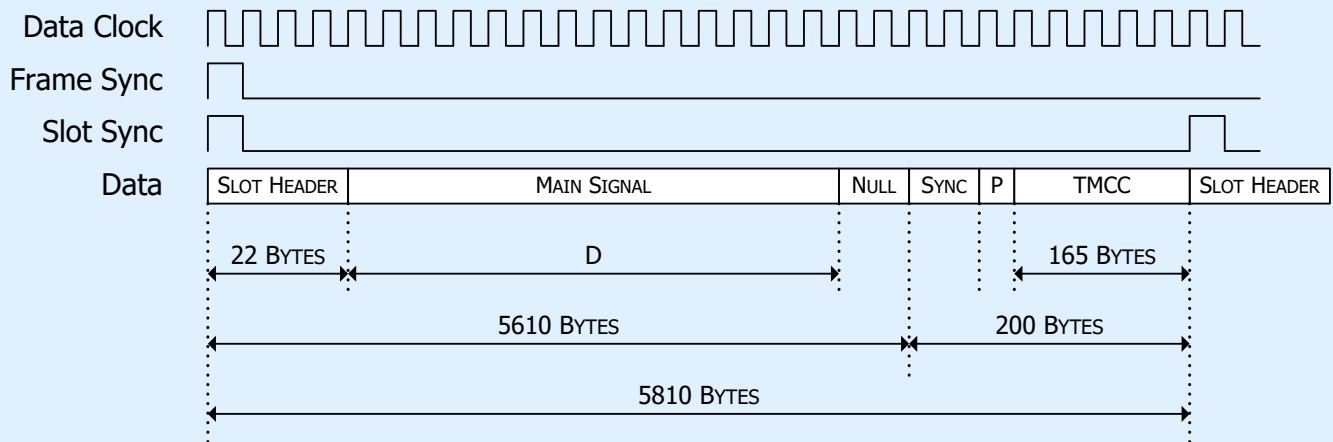 Data Clock
Frame Sync
Slot Sync
Data SLOT HEADER MAIN SIGNAL NULL SYNC P TMCC SLOT HEADER
22 BYTES D 165 BYTES
5610 BYTES 200 BYTES
5810 BYTES